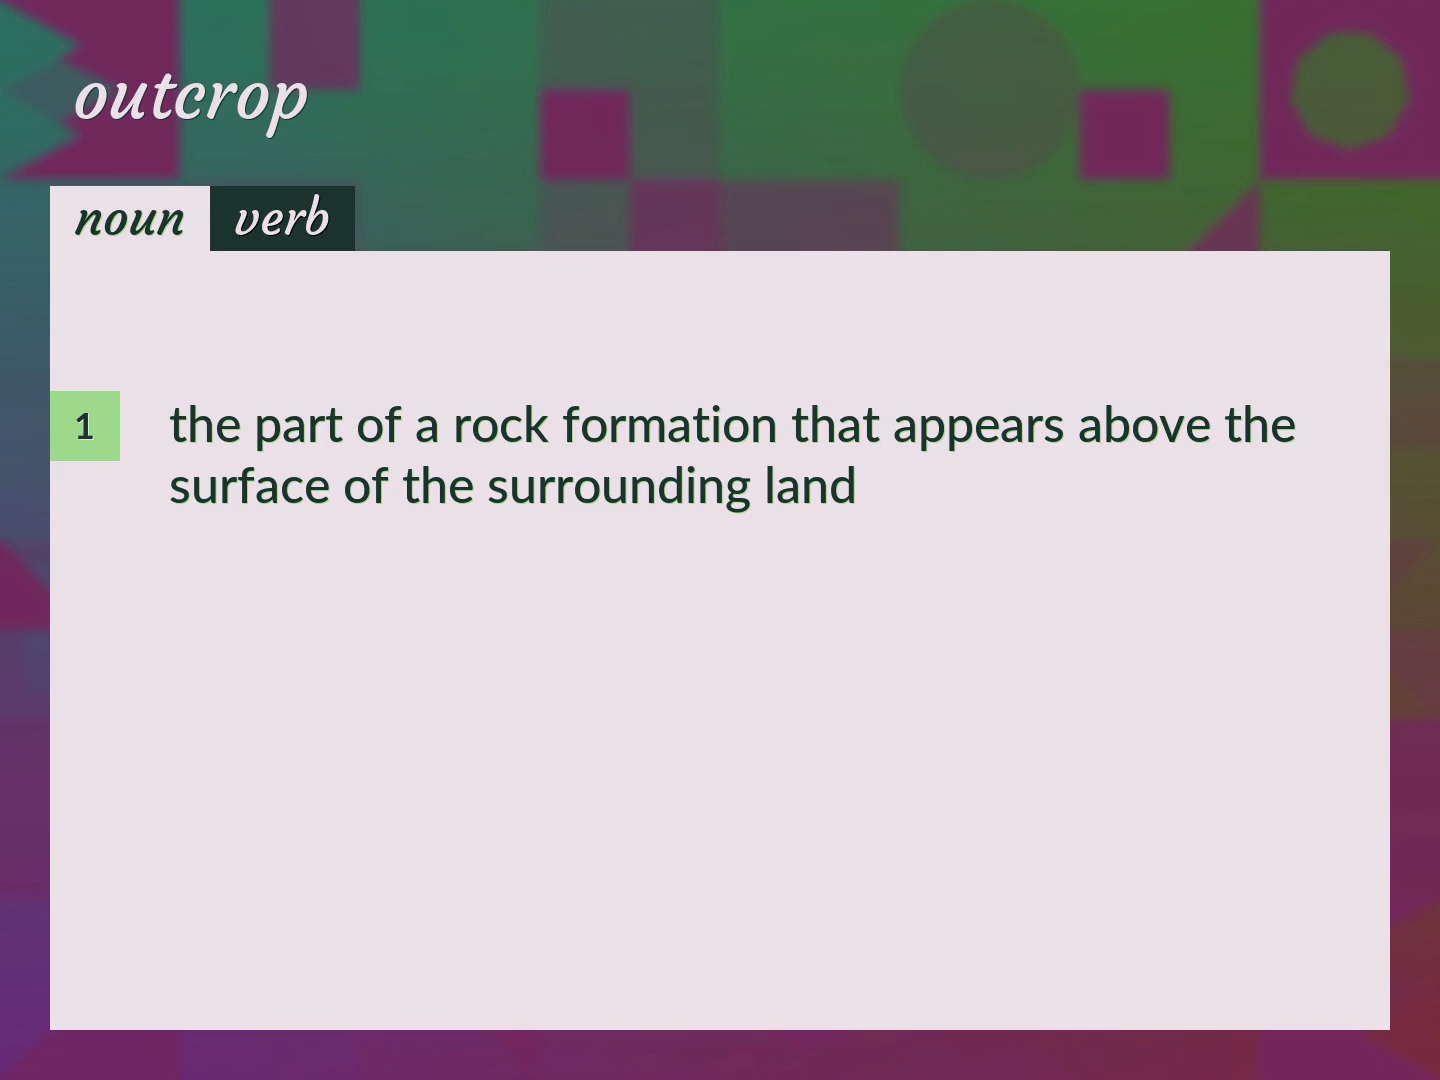 outcrop
noun verb
1 the part of a rock formation that appears above the
surface of the surrounding land